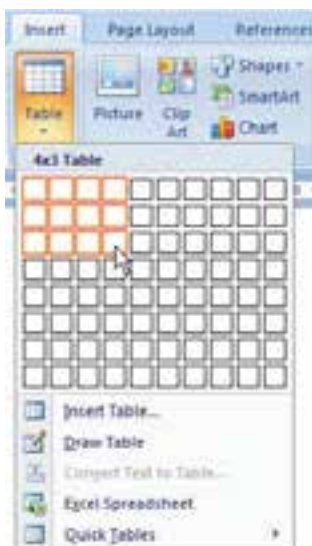 Insert Page Layout References
Table Picture Clip Art Shapes SmartArt Chart
4x3 Table
Insert Table...
Draw Table
Convert Text to Table...
Excel Spreadsheet
Quick Tables